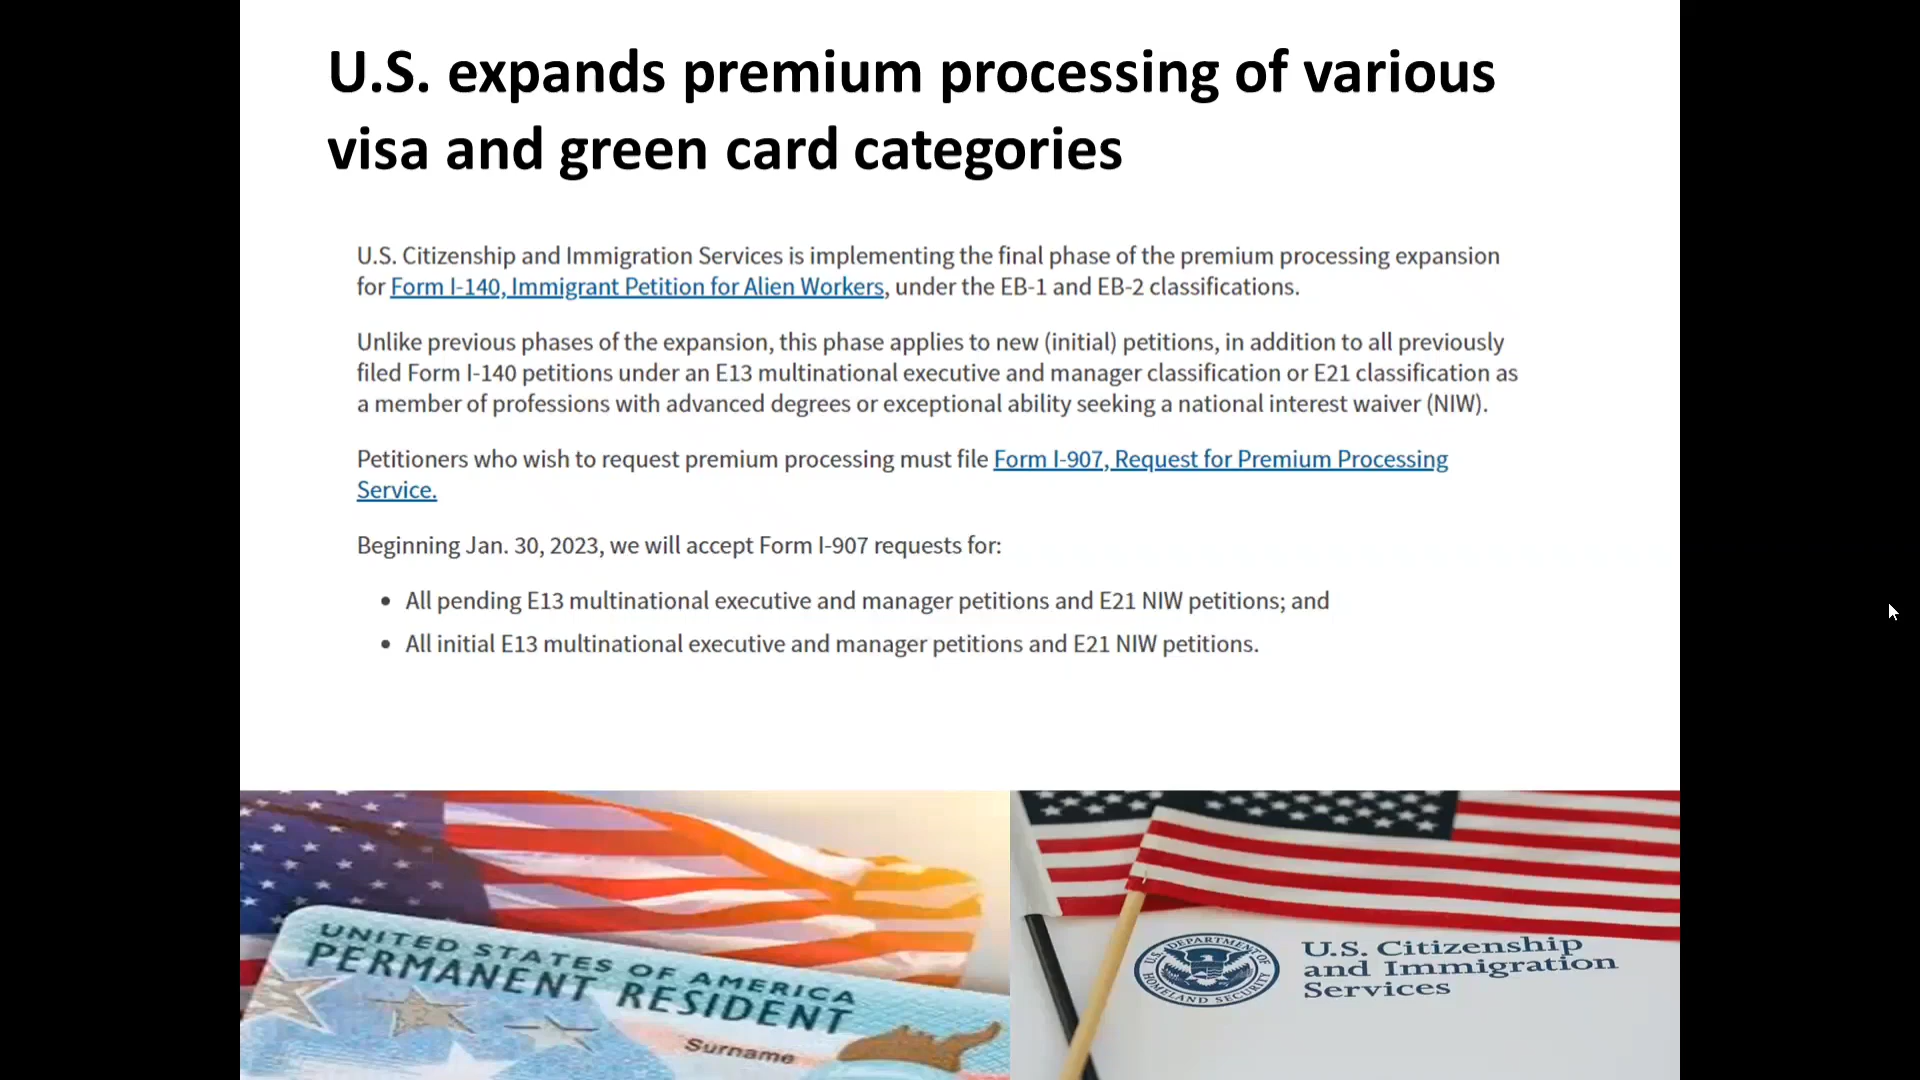 U.S. expands premium processing of various
visa and green card categories
U.S. Citizenship and Immigration Services is implementing the final phase of the premium processing expansion
for Form I-140, Immigrant Petition for Alien Workers, under the EB-1 and EB-2 classifications.
Unlike previous phases of the expansion, this phase applies to new (initial) petitions, in addition to all previously
filed Form I-140 petitions under an E13 multinational executive and manager classification or E21 classification as
a member of professions with advanced degrees or exceptional ability seeking a national interest waiver (NIW).
Petitioners who wish to request premium processing must file Form I-907, Request for Premium Processing
Service.
Beginning Jan. 30, 2023, we will accept Form I-907 requests for:
• All pending E13 multinational executive and manager petitions and E21 NIW petitions; and
• All initial E13 multinational executive and manager petitions and E21 NIW petitions.
UNITED STATES OF AMERICA
PERMANENT RESIDENT
Surname
U.S. DEPARTMENT OF
HOMELAND SECURITY
U.S. Citizenship
and Immigration
Services